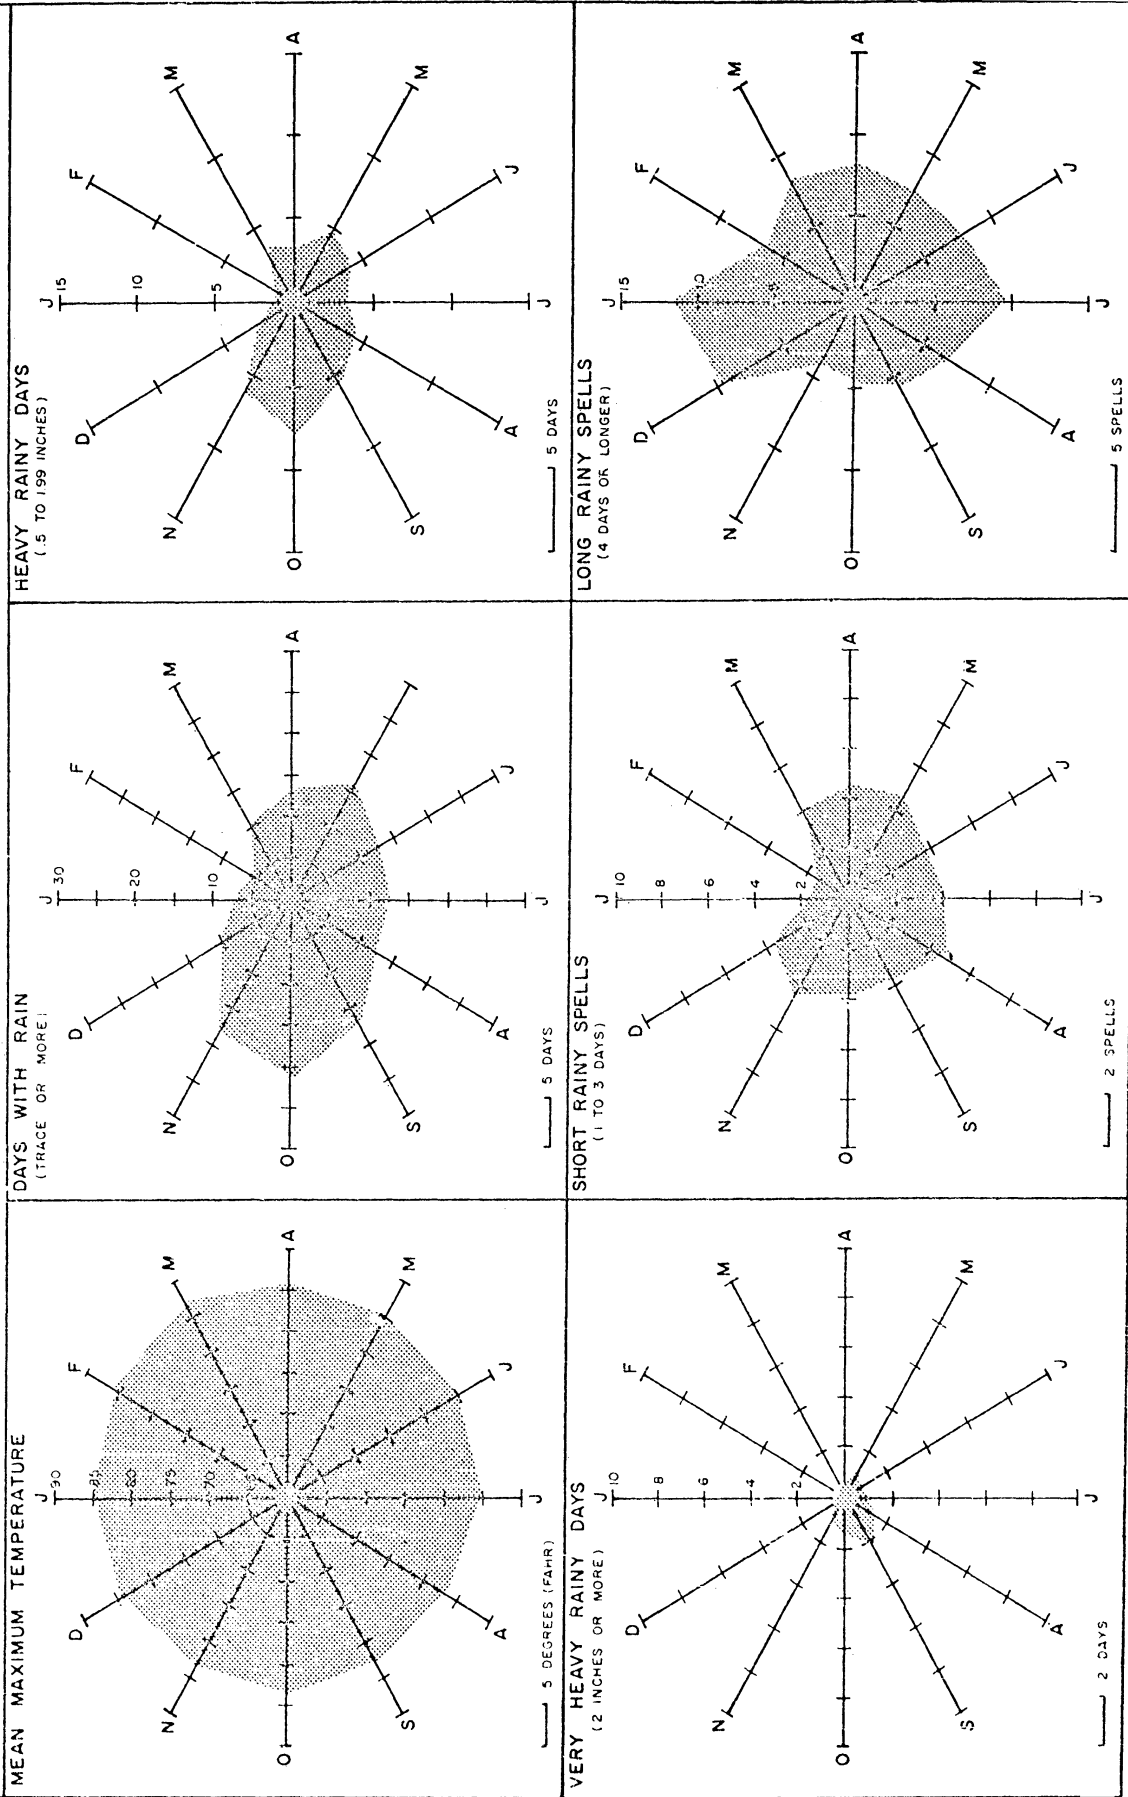 MEAN MAXIMUM TEMPERATURE
J
90
85
80
75
70
F
M
A
M
J
J
A
S
O
N
D
5 DEGREES (FAHR)
DAYS WITH RAIN
(TRACE OR MORE)
J
30
20
10
F
M
A
J
J
A
S
O
N
D
5 DAYS
HEAVY RAINY DAYS
(.5 TO 1.99 INCHES)
J
15
10
5
F
M
A
M
J
J
A
S
O
N
D
5 DAYS
VERY HEAVY RAINY DAYS
(2 INCHES OR MORE)
J
10
8
6
4
2
F
M
A
M
J
J
A
S
O
N
D
2 DAYS
SHORT RAINY SPELLS
(1 TO 3 DAYS)
J
10
8
6
4
2
F
M
A
M
J
J
A
S
O
N
D
2 SPELLS
LONG RAINY SPELLS
(4 DAYS OR LONGER)
J
15
10
5
F
M
A
M
J
J
A
S
O
N
D
5 SPELLS